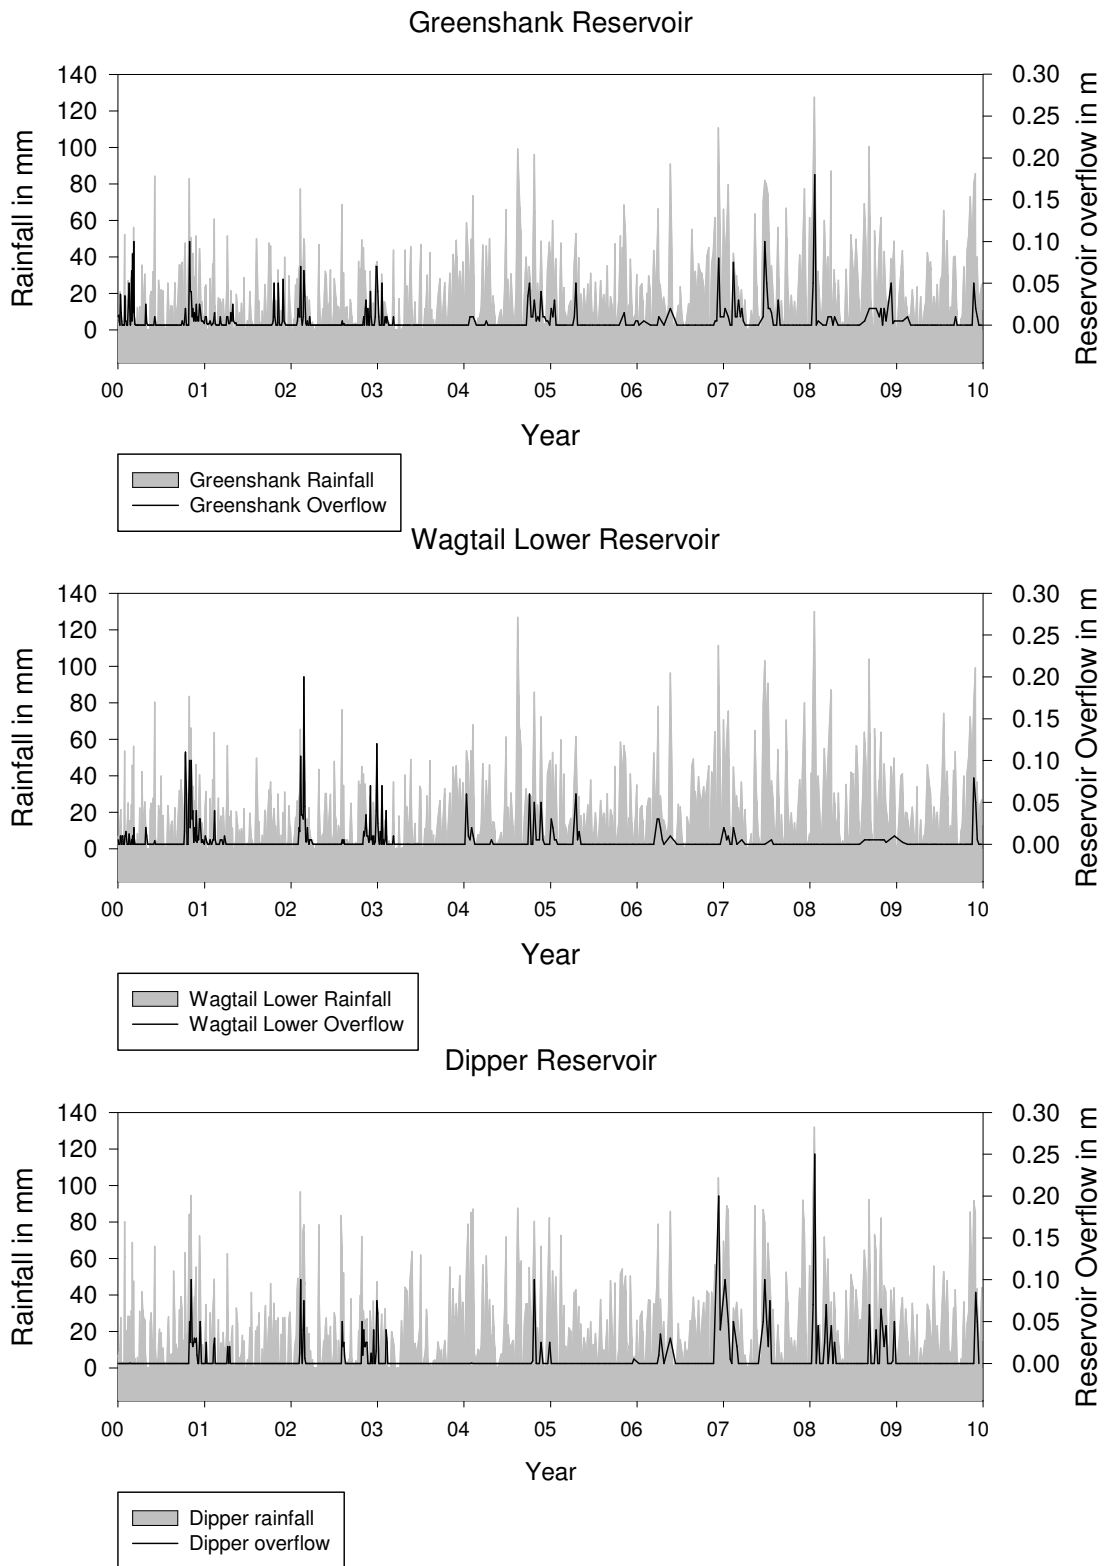 Greenshank Reservoir
140
120
100
80
60
40
20
0
Rainfall in mm
0.30
0.25
0.20
0.15
0.10
0.05
0.00
Reservoir overflow in m
00 01 02 03 04 05 06 07 08 09 10
Year
Greenshank Rainfall
Greenshank Overflow
Wagtail Lower Reservoir
140
120
100
80
60
40
20
0
Rainfall in mm
0.30
0.25
0.20
0.15
0.10
0.05
0.00
Reservoir Overflow in m
00 01 02 03 04 05 06 07 08 09 10
Year
Wagtail Lower Rainfall
Wagtail Lower Overflow
Dipper Reservoir
140
120
100
80
60
40
20
0
Rainfall in mm
0.30
0.25
0.20
0.15
0.10
0.05
0.00
Reservoir Overflow in m
00 01 02 03 04 05 06 07 08 09 10
Year
Dipper rainfall
Dipper overflow